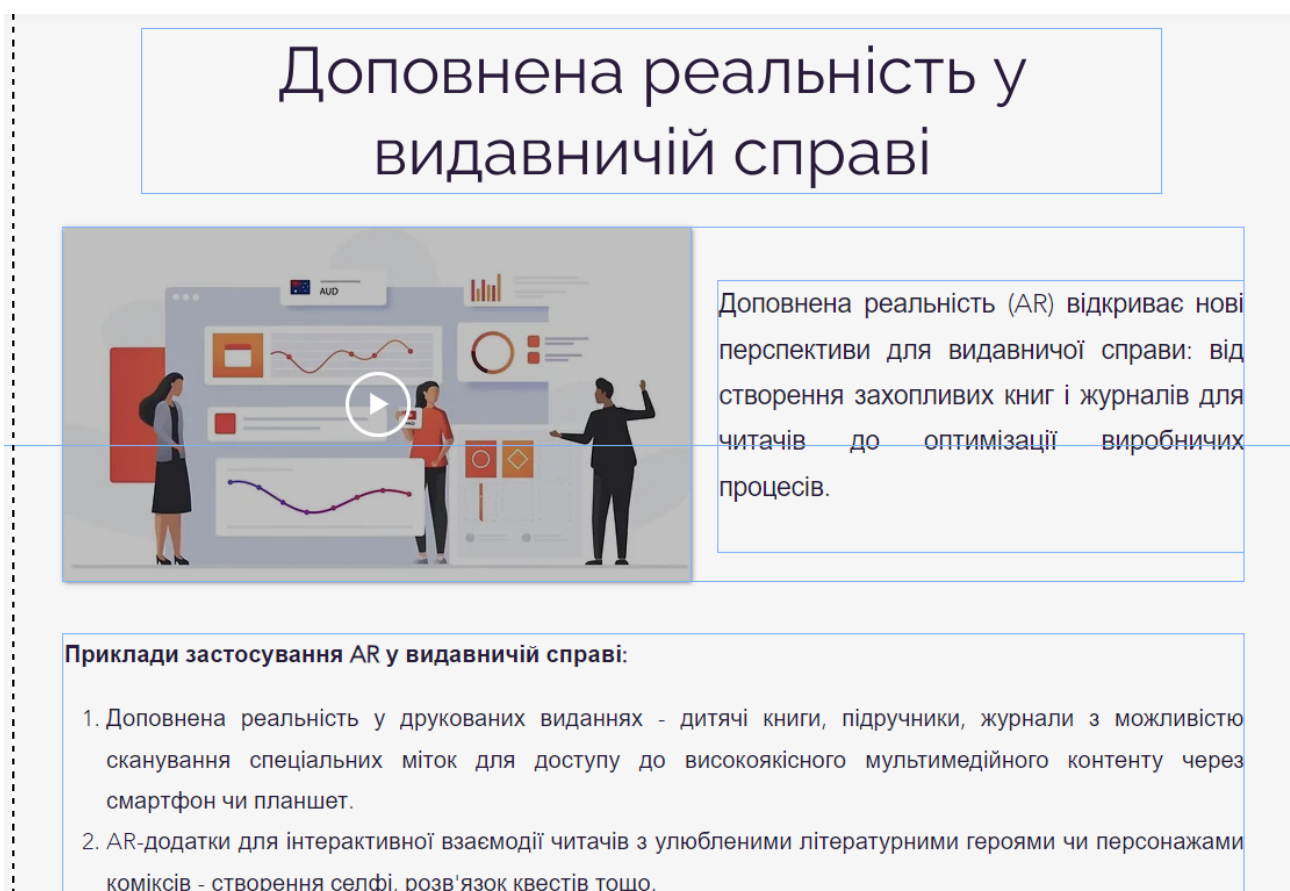 Доповнена реальність у
видавничій справі
AUD
Доповнена реальність (AR) відкриває нові
перспективи для видавничої справи: від
створення захопливих книг і журналів для
читачів до оптимізації виробничих
процесів.
Приклади застосування AR у видавничій справі:
1. Доповнена реальність у друкованих виданнях - дитячі книги, підручники, журнали з можливістю
сканування спеціальних міток для доступу до високоякісного мультимедійного контенту через
смартфон чи планшет.
2. AR-додатки для інтерактивної взаємодії читачів з улюбленими літературними героями чи персонажами
коміксів - створення селфі, розв'язок квестів тощо.